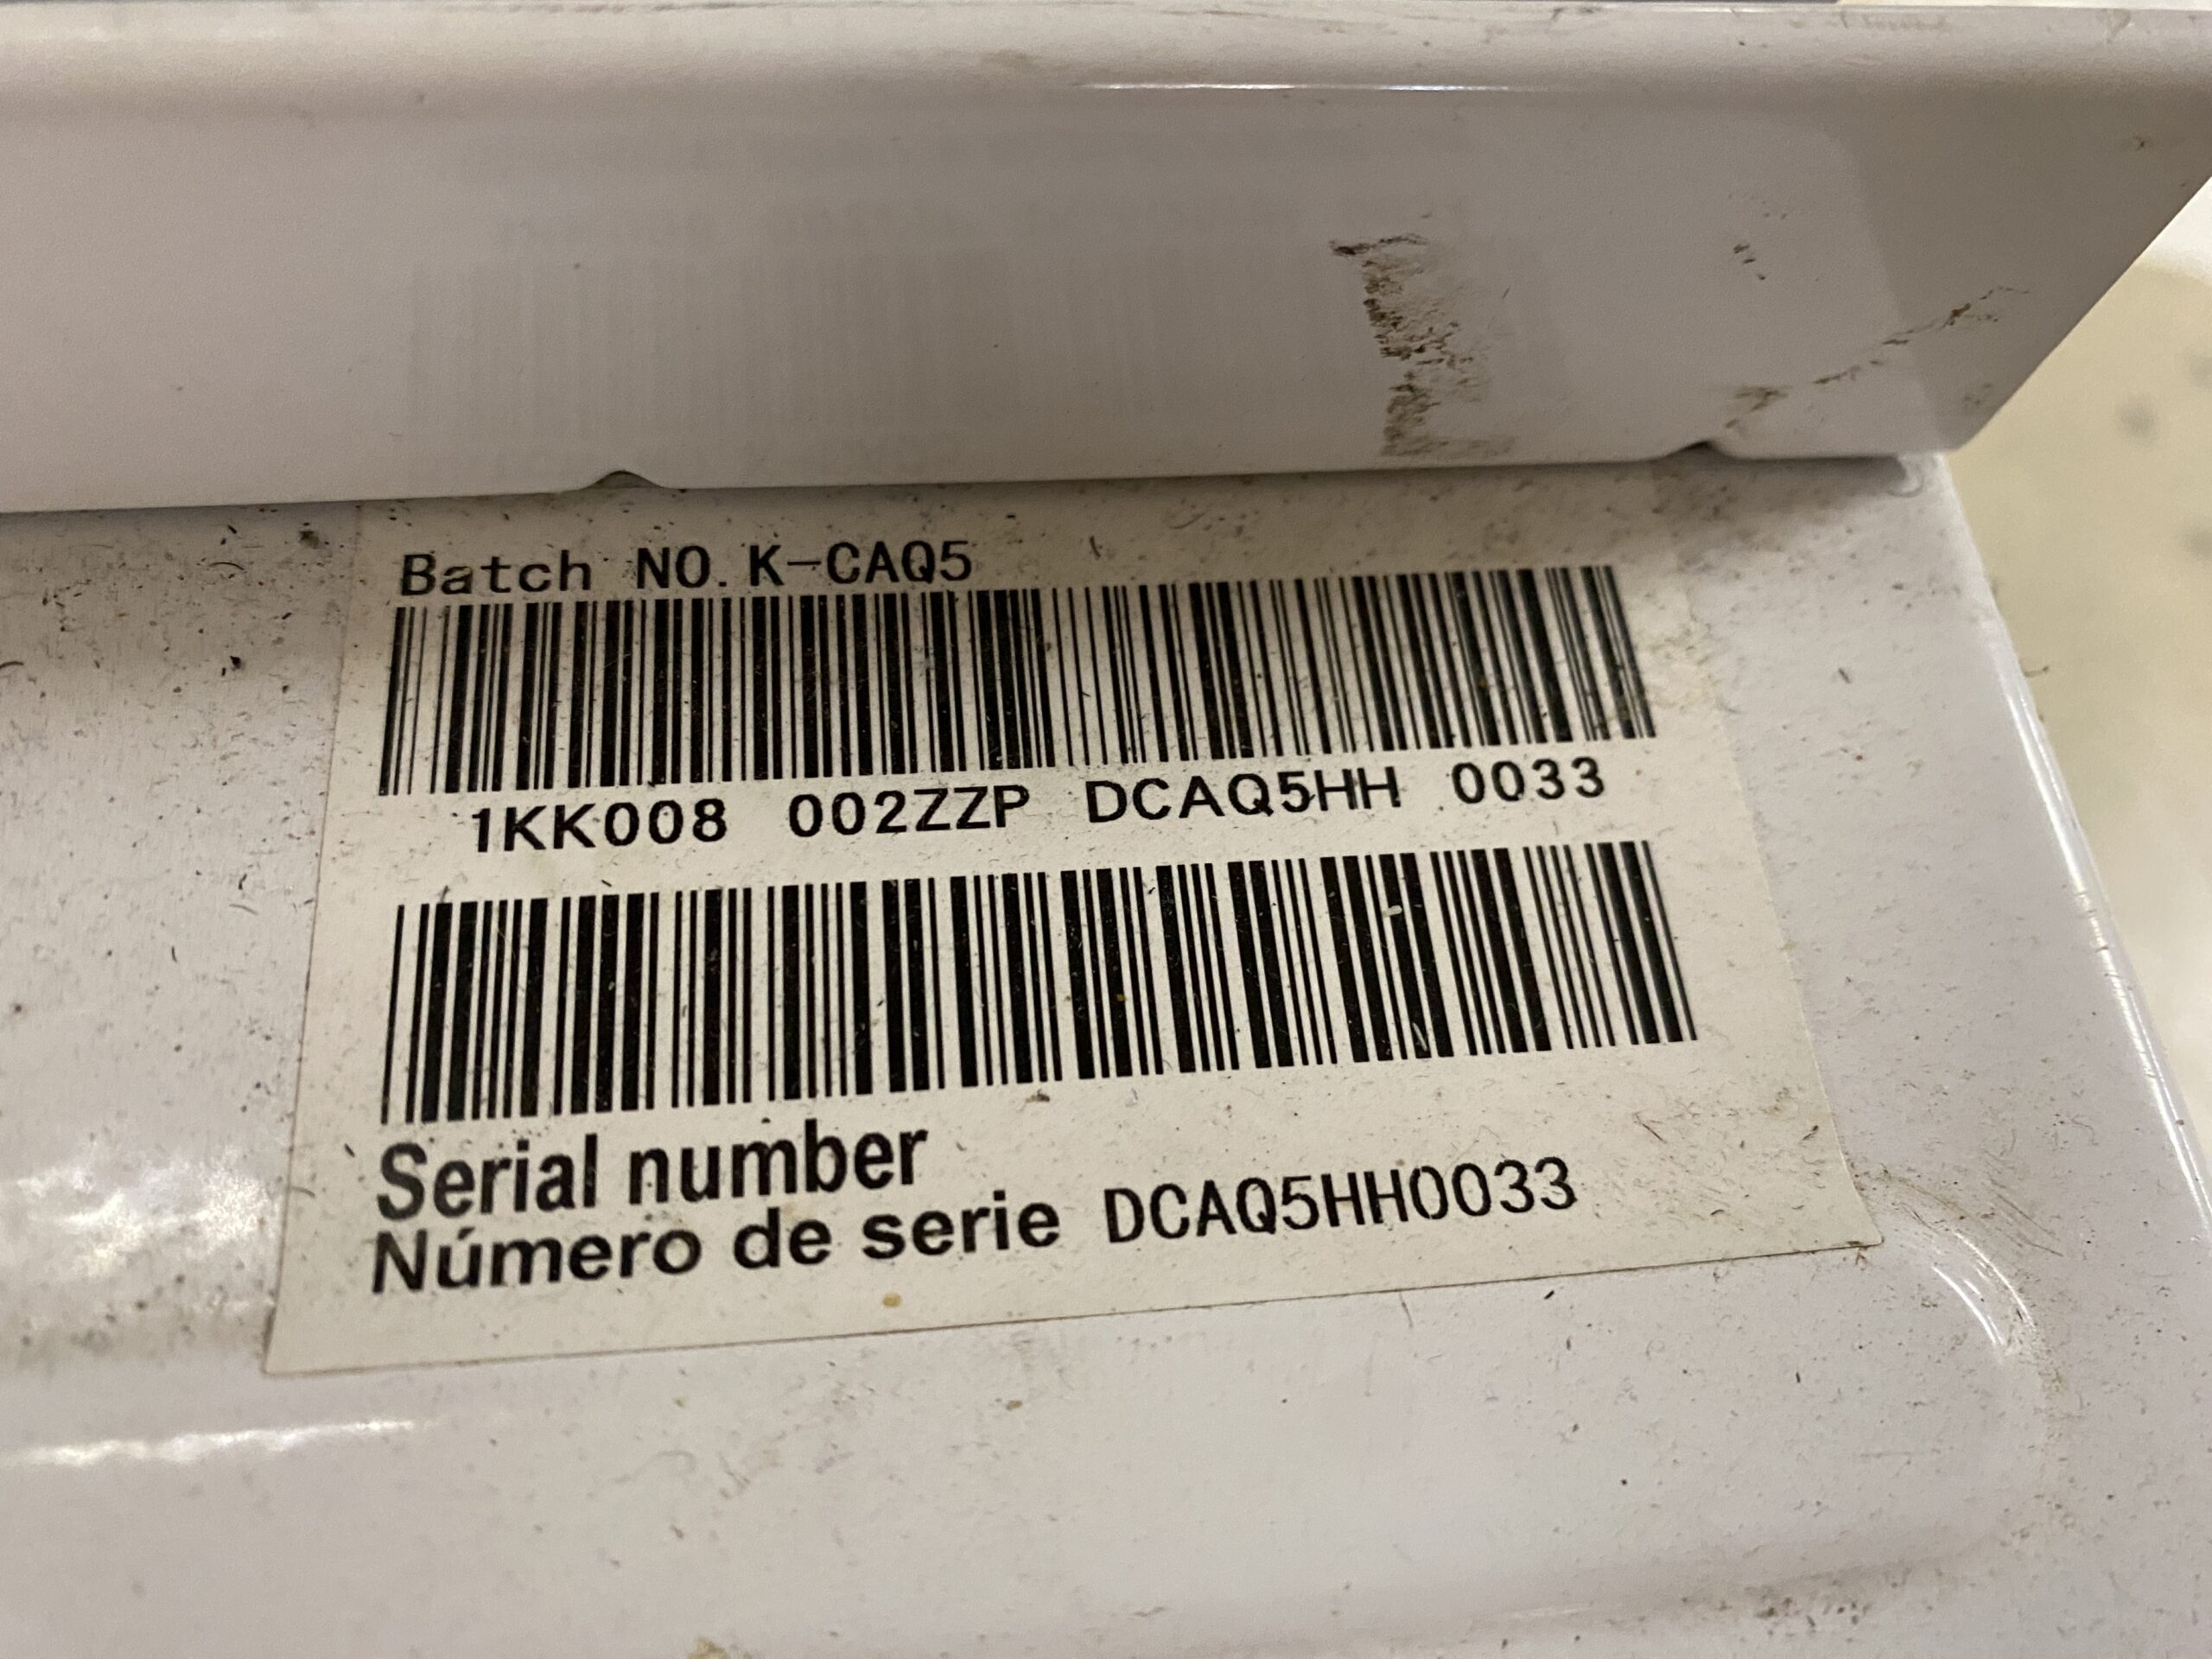 Batch NO. K-CAQ5
1KK008 002ZZP DCAQ5HH 0033
Serial number
Número de serie DCAQ5HH0033